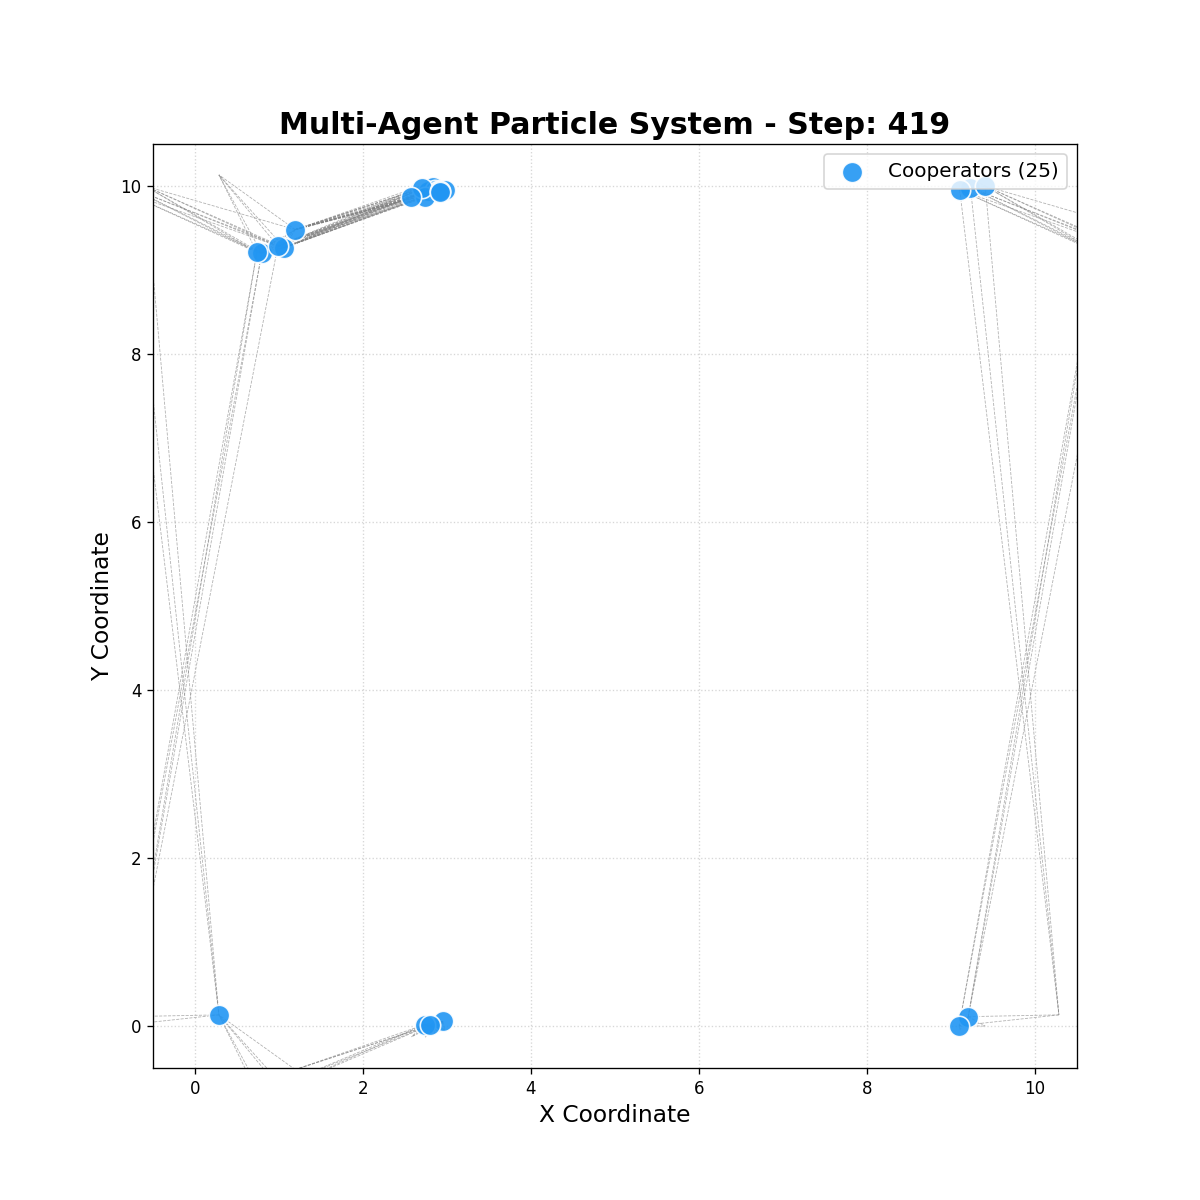 Multi-Agent Particle System - Step: 419
Cooperators (25)
10
8
6
4
2
0
Y Coordinate
0 2 4 6 8 10
X Coordinate